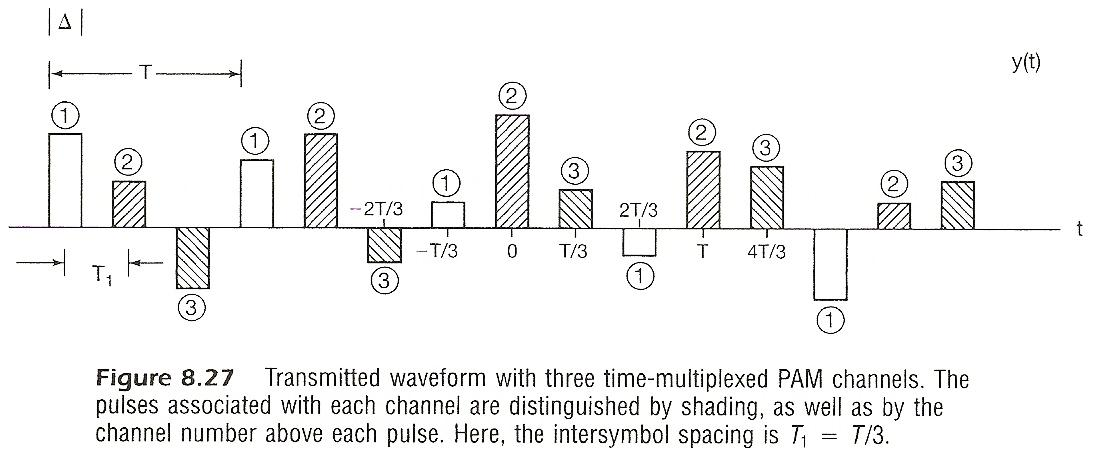 |Δ|
T
y(t)
① ② ③ ① ② ③ ① ② ③ ① ② ③ ① ② ③
−2T/3 2T/3
−T/3 0 T/3 T 4T/3 t
T₁
Figure 8.27 Transmitted waveform with three time-multiplexed PAM channels. The
pulses associated with each channel are distinguished by shading, as well as by the
channel number above each pulse. Here, the intersymbol spacing is T₁ = T/3.